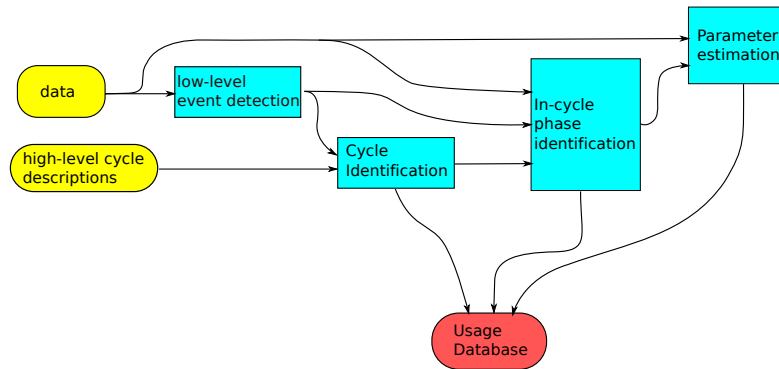 data
low-level
event detection
high-level cycle
descriptions
Cycle
Identification
In-cycle
phase
identification
Parameter
estimation
Usage
Database